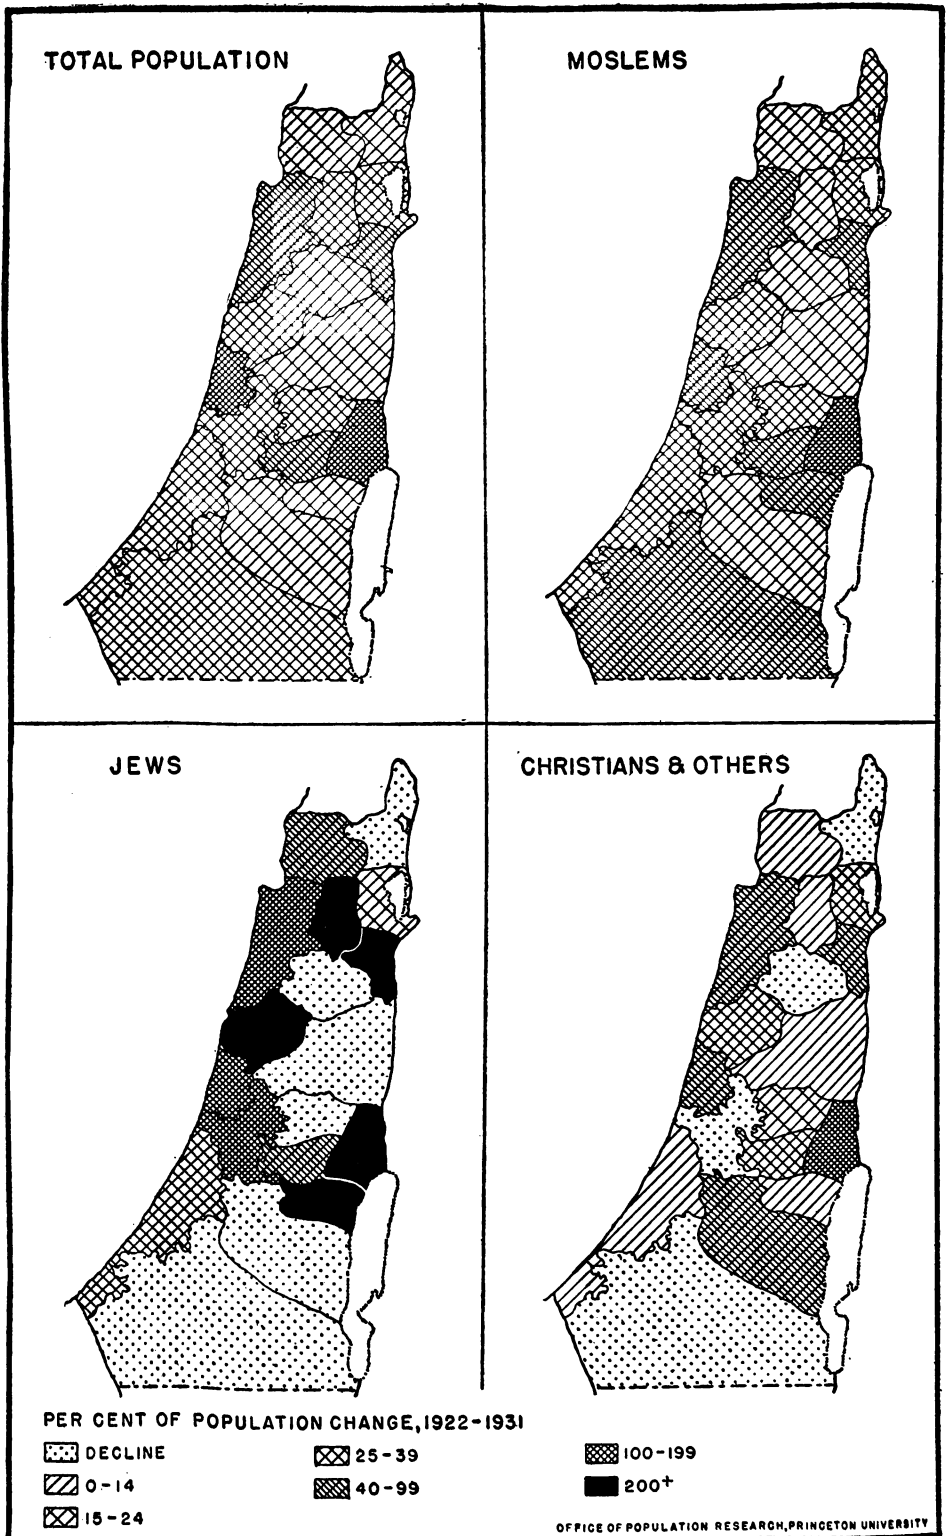 TOTAL POPULATION
MOSLEMS
JEWS
CHRISTIANS & OTHERS
PER CENT OF POPULATION CHANGE, 1922-1931
DECLINE
0-14
15-24
25-39
40-99
100-199
200+
OFFICE OF POPULATION RESEARCH, PRINCETON UNIVERSITY